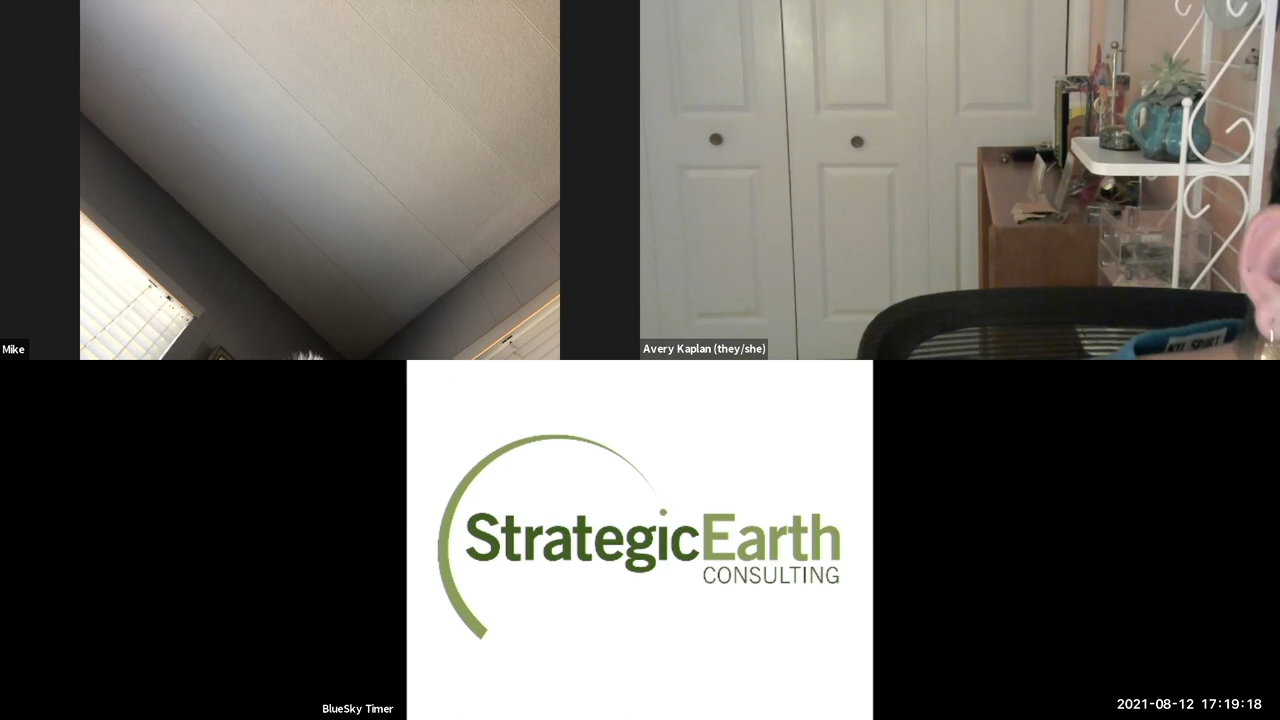 Mike
Avery Kaplan (they/she)
StrategicEarth
CONSULTING
BlueSky Timer
2021-08-12 17:19:18